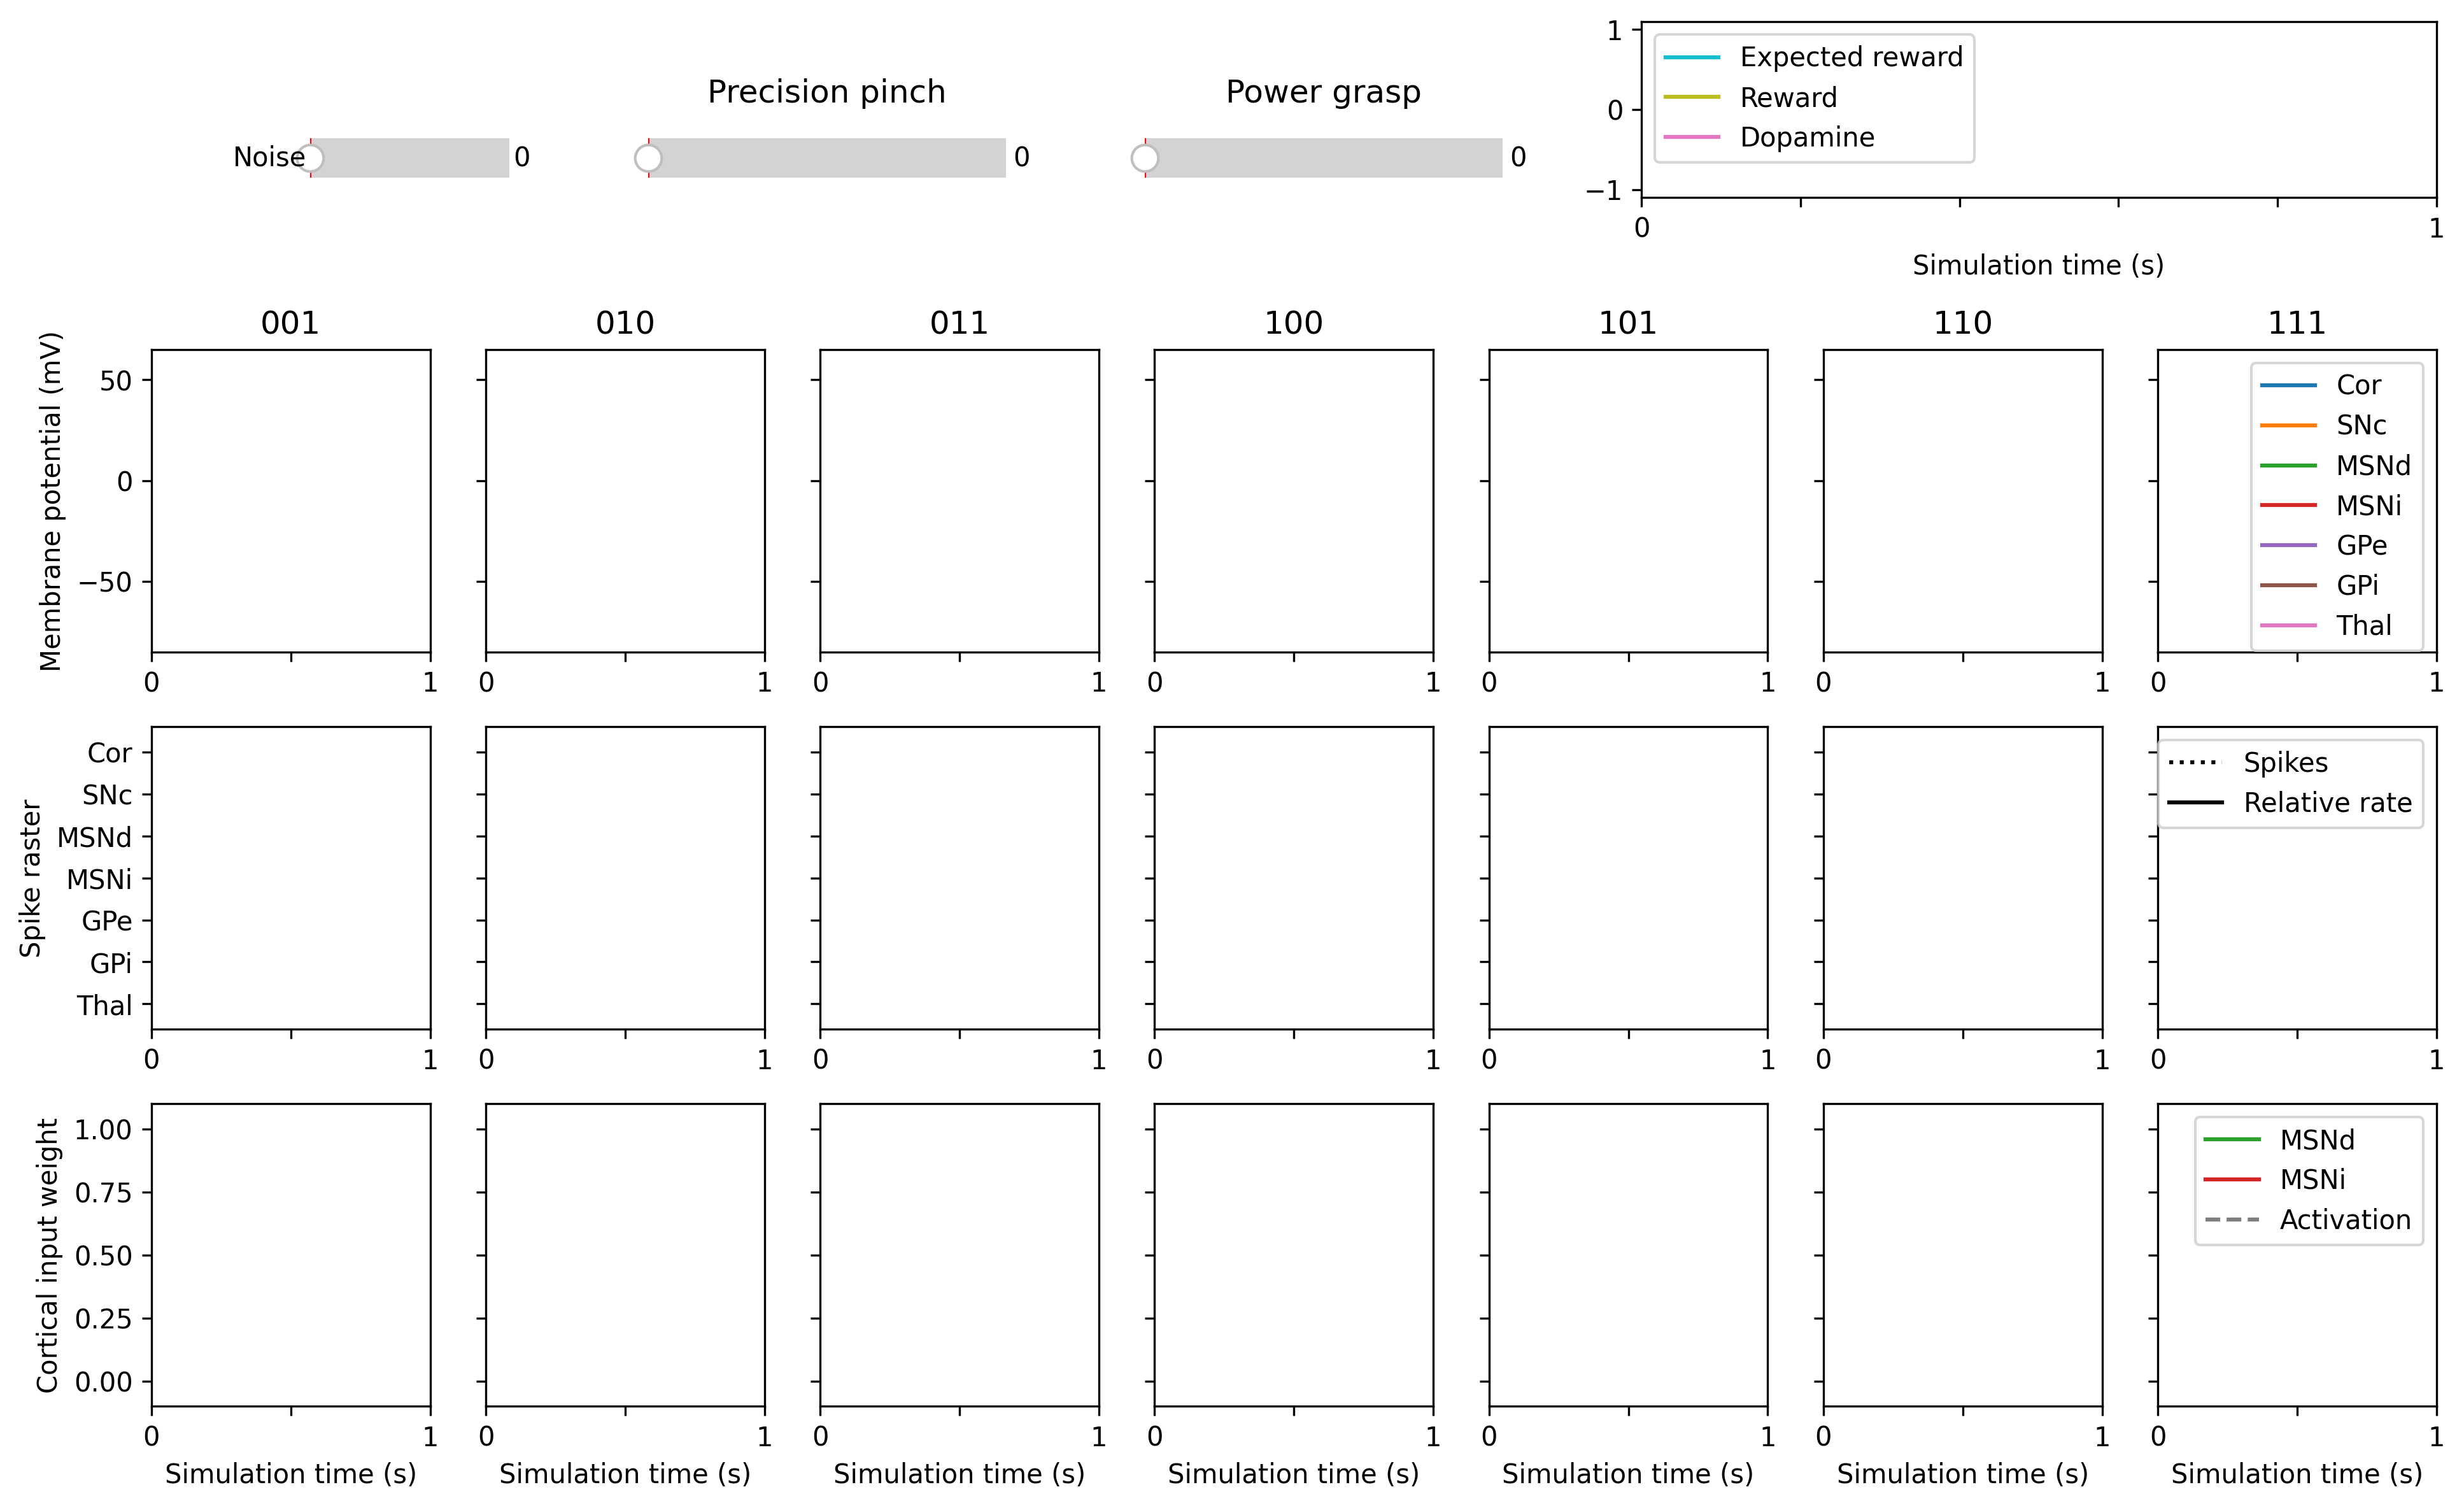 Precision pinch
Power grasp
Noise
0
0
0
1
0
−1
Expected reward
Reward
Dopamine
0 1
Simulation time (s)
001 010 011 100 101 110 111
Membrane potential (mV)
50
0
−50
Cor
SNc
MSNd
MSNi
GPe
GPi
Thal
0 1 0 1 0 1 0 1 0 1 0 1 0 1
Spike raster
Cor
SNc
MSNd
MSNi
GPe
GPi
Thal
Spikes
Relative rate
0 1 0 1 0 1 0 1 0 1 0 1 0 1
Cortical input weight
1.00
0.75
0.50
0.25
0.00
MSNd
MSNi
Activation
0 1 0 1 0 1 0 1 0 1 0 1 0 1
Simulation time (s) Simulation time (s) Simulation time (s) Simulation time (s) Simulation time (s) Simulation time (s) Simulation time (s)